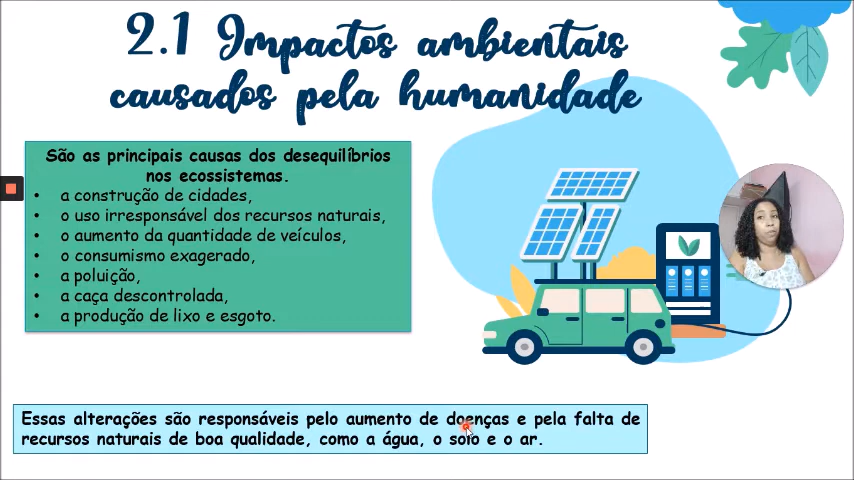 2.1 Impactos ambientais
causados pela humanidade
São as principais causas dos desequilíbrios
nos ecossistemas.
• a construção de cidades,
• o uso irresponsável dos recursos naturais,
• o aumento da quantidade de veículos,
• o consumismo exagerado,
• a poluição,
• a caça descontrolada,
• a produção de lixo e esgoto.
Essas alterações são responsáveis pelo aumento de doenças e pela falta de
recursos naturais de boa qualidade, como a água, o solo e o ar.